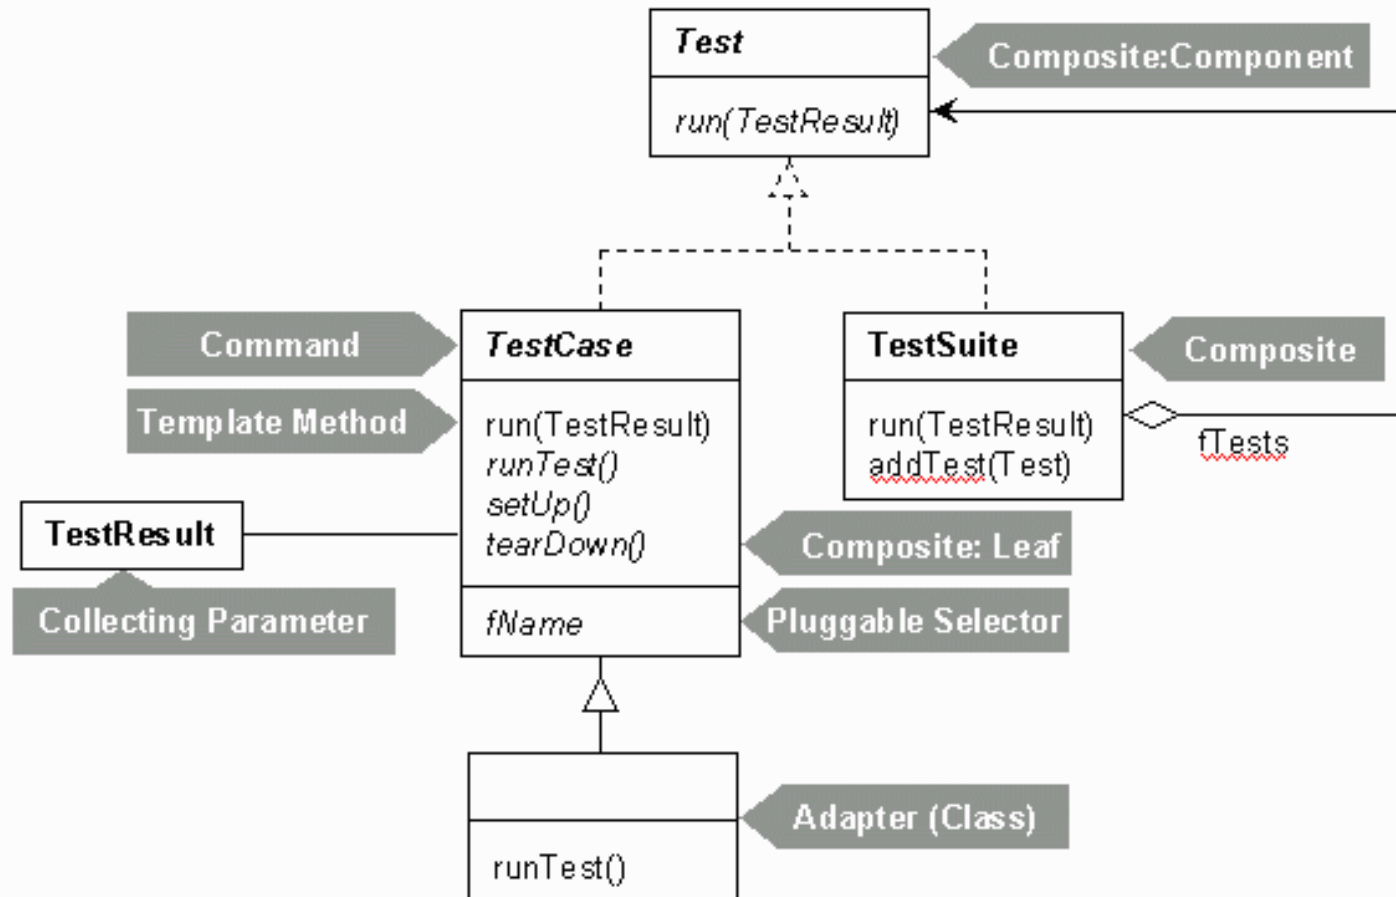 Test
Composite:Component
run(TestResult)
Command
TestCase
TestSuite
Composite
Template Method
run(TestResult)
runTest()
setUp()
tearDown()
run(TestResult)
addTest(Test)
fTests
TestResult
Composite: Leaf
Collecting Parameter
fName
Pluggable Selector
Adapter (Class)
runTest()